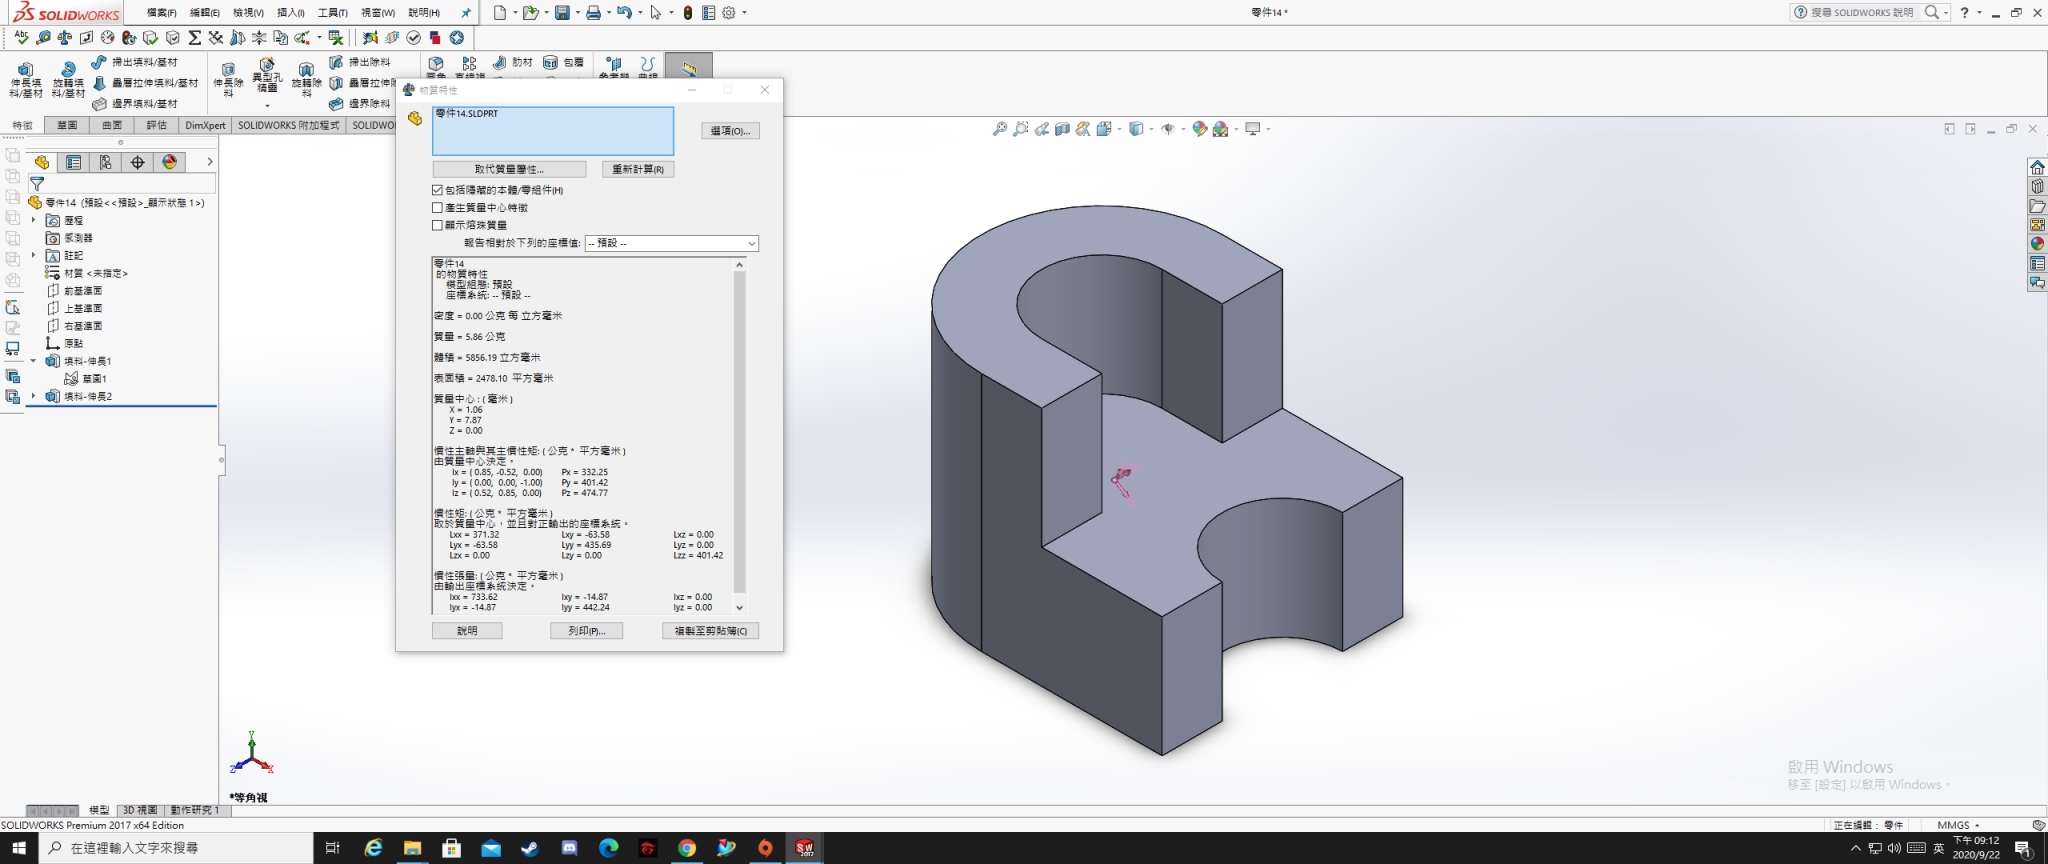 SOLIDWORKS 檔案(F) 編輯(E) 檢視(V) 插入(I) 工具(T) 視窗(W) 說明(H) 零件14 * 搜尋 SOLIDWORKS 說明
伸長填料/基材 旋轉填料/基材 掃出填料/基材 疊層拉伸填料/基材 邊界填料/基材 伸長除料 異型孔精靈 旋轉除料 掃出除料 邊界除料 肋材 包覆
特徵 草圖 曲面 評估 DimXpert SOLIDWORKS 附加程式 SOLIDWO
零件14 (預設<<預設>_顯示狀態 1>)
歷程
感測器
註記
材質 <未指定>
前基準面
上基準面
右基準面
原點
填料-伸長1
草圖1
填料-伸長2
物質特性
零件14.SLDPRT
選項(O)...
取代質量屬性... 重新計算(R)
包括隱藏的本體/零組件(H)
產生質量中心特徵
顯示熔珠質量
報告相對於下列的座標值: -- 預設 --
零件14
的物質特性
模型組態: 預設
座標系統: -- 預設 --
密度 = 0.00 公克 每 立方毫米
質量 = 5.86 公克
體積 = 5856.19 立方毫米
表面積 = 2478.10 平方毫米
質量中心 : ( 毫米 )
X = 1.06
Y = 7.87
Z = 0.00
慣性主軸與其主慣性矩: ( 公克 * 平方毫米 )
由質量中心決定。
Ix = ( 0.85, -0.52, 0.00) Px = 332.25
Iy = ( 0.00, 0.00, -1.00) Py = 401.42
Iz = ( 0.52, 0.85, 0.00) Pz = 474.77
慣性矩: ( 公克 * 平方毫米 )
取於質量中心，並且對正輸出的座標系統。
Lxx = 371.32 Lxy = -63.58 Lxz = 0.00
Lyx = -63.58 Lyy = 435.69 Lyz = 0.00
Lzx = 0.00 Lzy = 0.00 Lzz = 401.42
慣性張量: ( 公克 * 平方毫米 )
由輸出座標系統決定。
Ixx = 733.62 Ixy = -14.87 Ixz = 0.00
Iyx = -14.87 Iyy = 442.24 Iyz = 0.00
說明 列印(P)... 複製至剪貼簿(C)
Y
Z X
*等角視
啟用 Windows
移至 [設定] 以啟用 Windows。
模型 3D 視圖 動作研究 1
SOLIDWORKS Premium 2017 x64 Edition 正在編輯： 零件 MMGS
在這裡輸入文字來搜尋 英 下午 09:12
2020/9/22